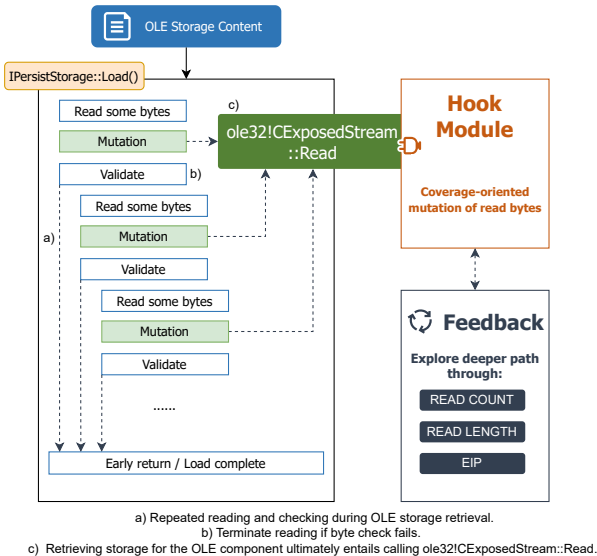 OLE Storage Content
IPersistStorage::Load()
Read some bytes
Mutation
Validate
b)
Read some bytes
a)
Mutation
Validate
Read some bytes
Mutation
Validate
......
Early return / Load complete
c)
ole32!CExposedStream
::Read
Hook
Module
Coverage-oriented
mutation of read bytes
Feedback
Explore deeper path
through:
READ COUNT
READ LENGTH
EIP
a) Repeated reading and checking during OLE storage retrieval.
b) Terminate reading if byte check fails.
c) Retrieving storage for the OLE component ultimately entails calling ole32!CExposedStream::Read.